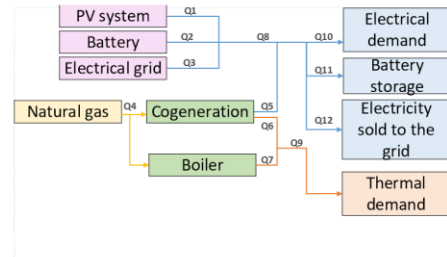 PV system
Q1
Electrical
demand
Battery
Q2
Q8
Q10
Electrical grid
Q3
Q11
Battery
storage
Natural gas
Q4
Cogeneration
Q5
Q6
Q12
Electricity
sold to the
grid
Boiler
Q7
Q9
Thermal
demand